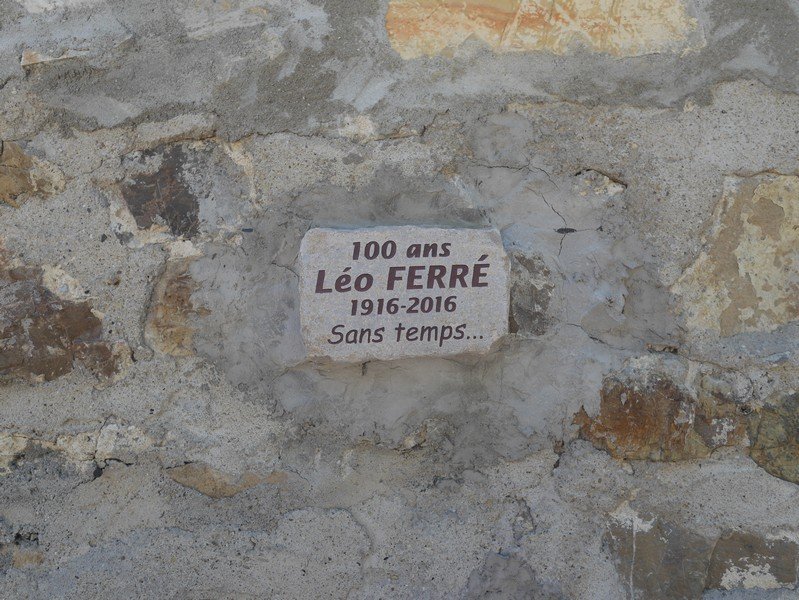 100 ans
Léo FERRÉ
1916-2016
Sans temps...